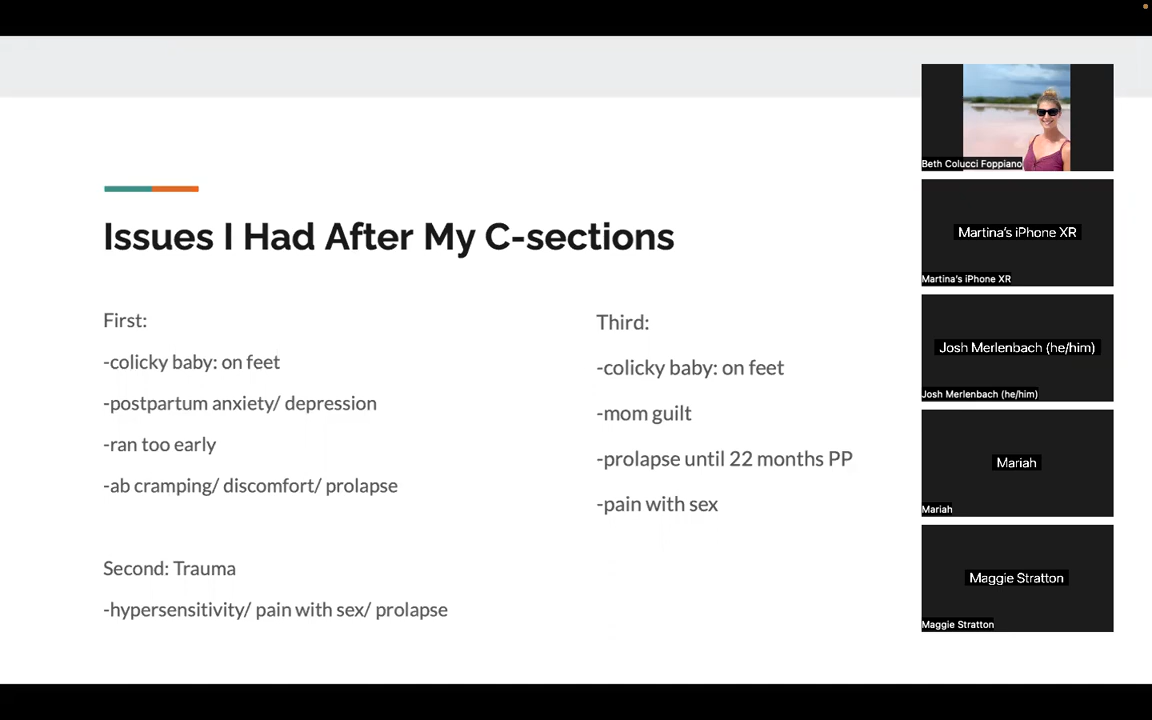 Issues I Had After My C-sections
First:
-colicky baby: on feet
-postpartum anxiety/ depression
-ran too early
-ab cramping/ discomfort/ prolapse
Second: Trauma
-hypersensitivity/ pain with sex/ prolapse
Third:
-colicky baby: on feet
-mom guilt
-prolapse until 22 months PP
-pain with sex
Beth Colucci Foppiano
Martina's iPhone XR
Martina's iPhone XR
Josh Merlenbach (he/him)
Josh Merlenbach (he/him)
Mariah
Mariah
Maggie Stratton
Maggie Stratton